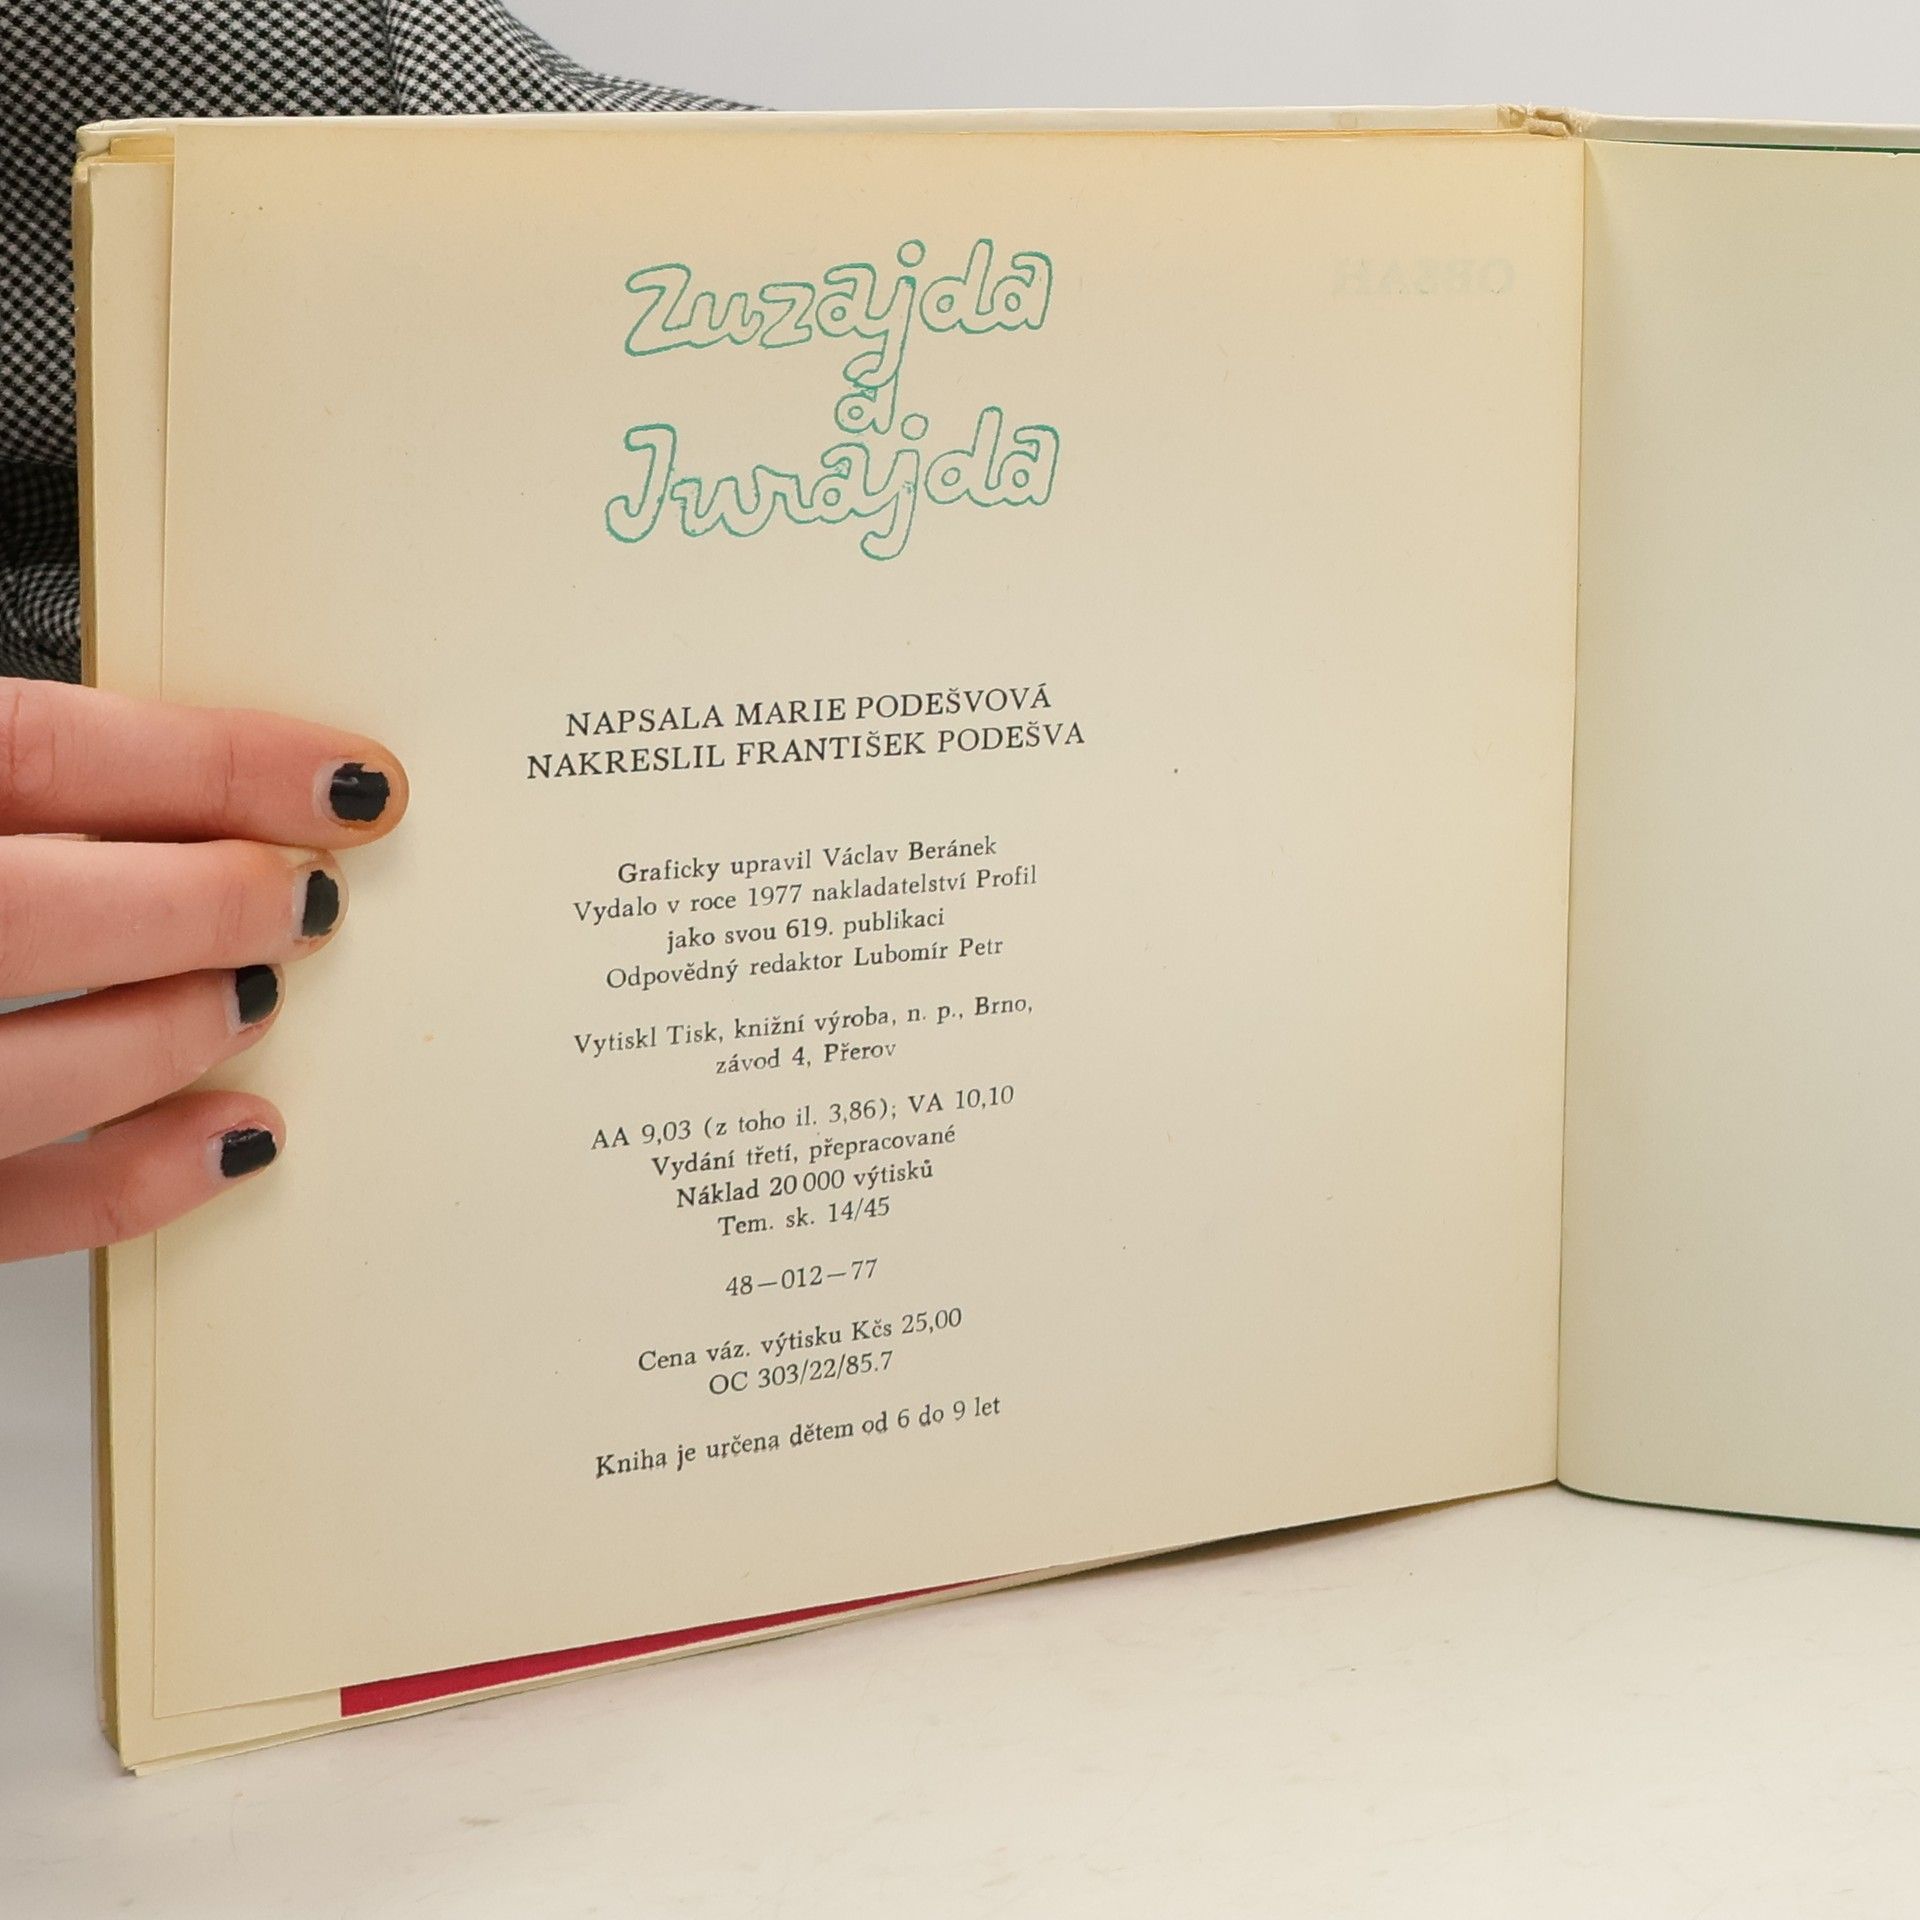 Zuzajda
a
Jurajda
NAPSALA MARIE PODEŠVOVÁ
NAKRESLIL FRANTIŠEK PODEŠVA
Graficky upravil Václav Beránek
Vydalo v roce 1977 nakladatelství Profil
jako svou 619. publikaci
Odpovědný redaktor Lubomír Petr
Vytiskl Tisk, knižní výroba, n. p., Brno,
závod 4, Přerov
AA 9,03 (z toho il. 3,86); VA 10,10
Vydání třetí, přepracované
Náklad 20 000 výtisků
Tem. sk. 14/45
48—012—77
Cena váz. výtisku Kčs 25,00
OC 303/22/85.7
Kniha je určena dětem od 6 do 9 let